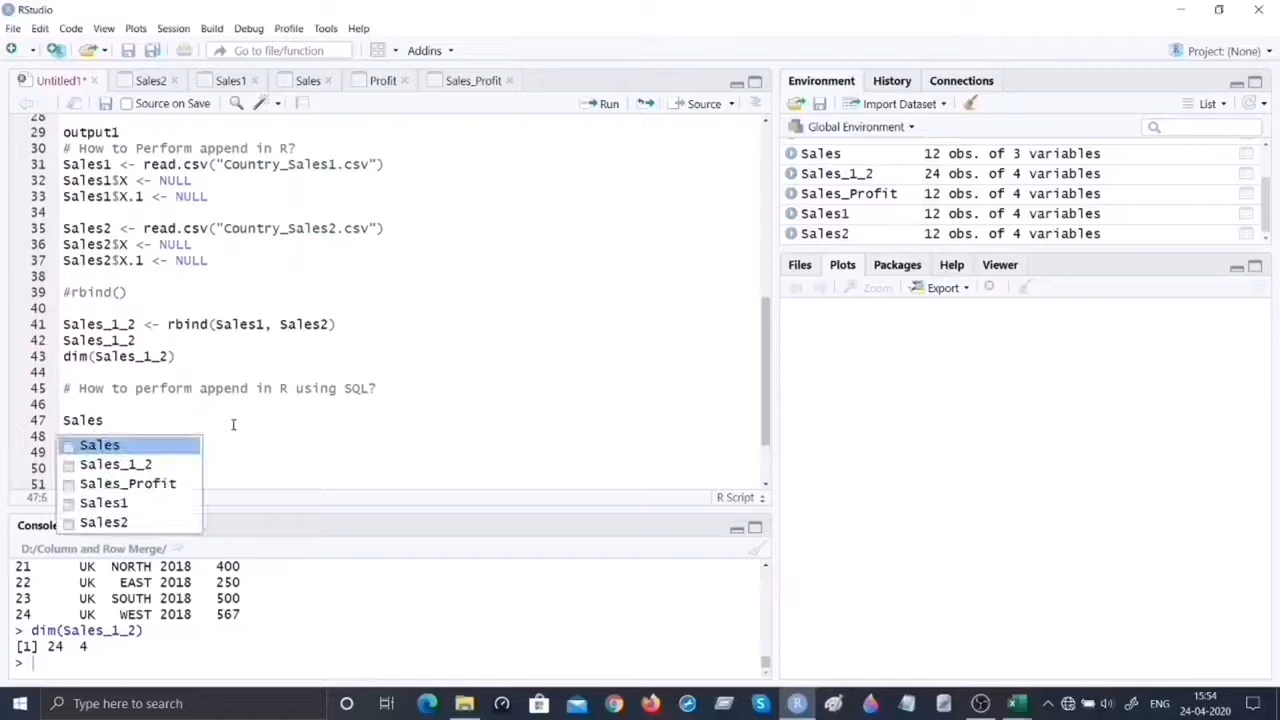 RStudio
File Edit Code View Plots Session Build Debug Profile Tools Help
Go to file/function Addins Project: (None)
Untitled1* Sales2 Sales1 Sales Profit Sales_Profit
Source on Save Run Source
28
29 output1
30 # How to Perform append in R?
31 Sales1 <- read.csv("Country_Sales1.csv")
32 Sales1$X <- NULL
33 Sales1$X.1 <- NULL
34
35 Sales2 <- read.csv("Country_Sales2.csv")
36 Sales2$X <- NULL
37 Sales2$X.1 <- NULL
38
39 #rbind()
40
41 Sales_1_2 <- rbind(Sales1, Sales2)
42 Sales_1_2
43 dim(Sales_1_2)
44
45 # How to perform append in R using SQL?
46
47 Sales
48
49
50
51
Sales
Sales_1_2
Sales_Profit
Sales1
Sales2
47:6 R Script
Console
D:/Column and Row Merge/
21 UK NORTH 2018 400
22 UK EAST 2018 250
23 UK SOUTH 2018 500
24 UK WEST 2018 567
> dim(Sales_1_2)
[1] 24 4
>
Environment History Connections
Import Dataset List
Global Environment
Sales 12 obs. of 3 variables
Sales_1_2 24 obs. of 4 variables
Sales_Profit 12 obs. of 4 variables
Sales1 12 obs. of 4 variables
Sales2 12 obs. of 4 variables
Files Plots Packages Help Viewer
Zoom Export
Type here to search
ENG
15:54
24-04-2020